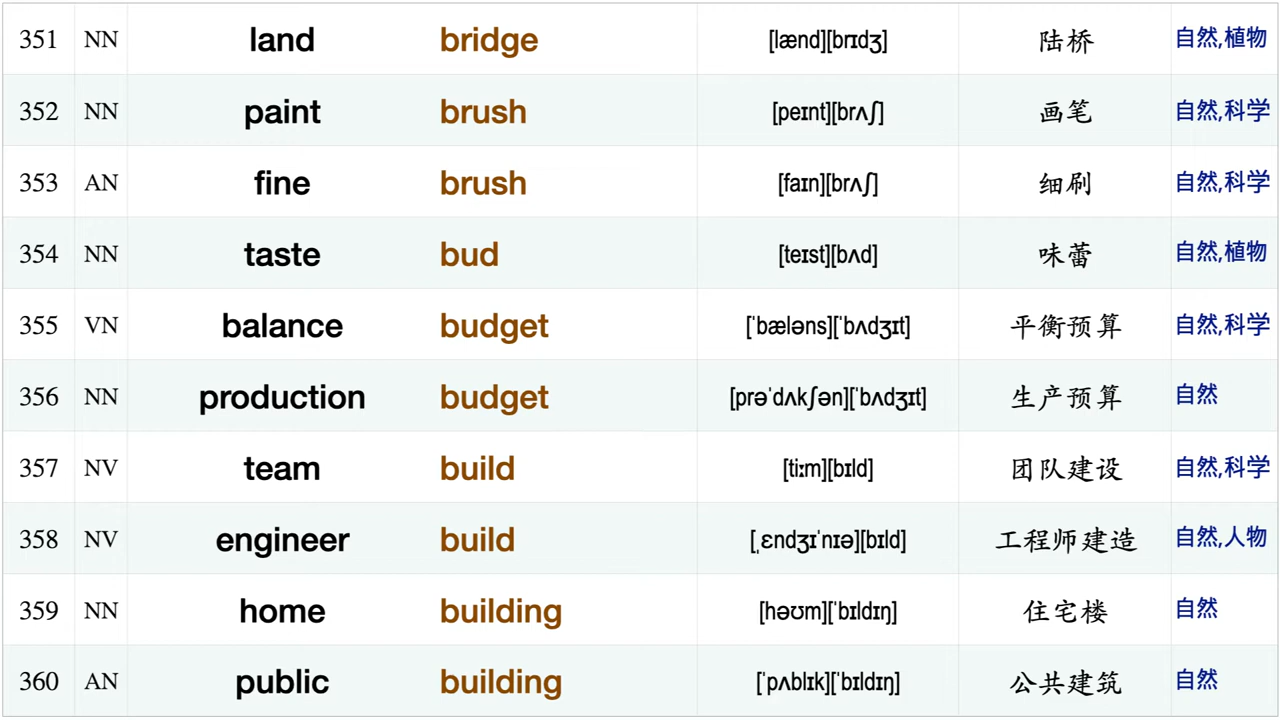 351 NN land bridge [lænd][brɪdʒ] 陆桥 自然,植物
352 NN paint brush [peɪnt][brʌʃ] 画笔 自然,科学
353 AN fine brush [faɪn][brʌʃ] 细刷 自然,科学
354 NN taste bud [teɪst][bʌd] 味蕾 自然,植物
355 VN balance budget [ˈbæləns][ˈbʌdʒɪt] 平衡预算 自然,科学
356 NN production budget [prəˈdʌkʃən][ˈbʌdʒɪt] 生产预算 自然
357 NV team build [tiːm][bɪld] 团队建设 自然,科学
358 NV engineer build [ˌɛndʒɪˈnɪə][bɪld] 工程师建造 自然,人物
359 NN home building [həʊm][ˈbɪldɪŋ] 住宅楼 自然
360 AN public building [ˈpʌblɪk][ˈbɪldɪŋ] 公共建筑 自然